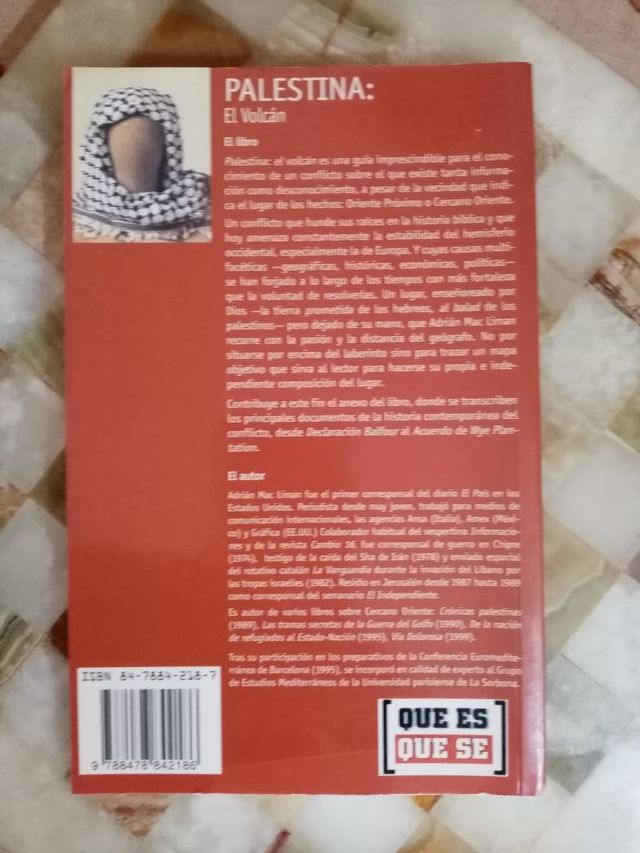 PALESTINA:
El Volcán
El libro
Palestina: el volcán es una guía imprescindible para el cono-
cimiento de un conflicto sobre el que existe tanta informa-
ción como desconocimiento, a pesar de la vecindad que indi-
ca el lugar de los hechos: Oriente Próximo o Cercano Oriente.
Un conflicto que hunde sus raíces en la historia bíblica y que
hoy amenaza constantemente la estabilidad del hemisferio
occidental, especialmente la de Europa. Y cuyas causas multi-
facéticas —geográficas, históricas, económicas, políticas—
se han forjado a lo largo de los tiempos con más fortaleza
que la voluntad de resolverlas. Un lugar, enseñoreado por
Dios —la tierra prometida de los hebreos, al balad de los
palestinos— pero dejado de su mano, que Adrián Mac Liman
recorre con la pasión y la distancia del geógrafo. No por
situarse por encima del laberinto sino para trazar un mapa
objetivo que sirva al lector para hacerse su propia e inde-
pendiente composición del lugar.
Contribuye a este fin el anexo del libro, donde se transcriben
los principales documentos de la historia contemporánea del
conflicto, desde Declaración Balfour al Acuerdo de Wye Plan-
tation.
El autor
Adrián Mac Liman fue el primer corresponsal del diario El País en los
Estados Unidos. Periodista desde muy joven, trabajó para medios de
comunicación internacionales, las agencias Ansa (Italia), Amex (Méxi-
co) y Gráfica (EE.UU.) Colaborador habitual del vespertino Informacio-
nes y de la revista Cambio 16, fue corresponsal de guerra en Chipre
(1974), testigo de la caída del Sha de Irán (1978) y enviado especial
del rotativo catalán La Vanguardia durante la invasión del Líbano por
las tropas israelíes (1982). Residio en Jerusalén desde 1987 hasta 1989
como corresponsal del semanario El Independiente.
Es autor de varios libros sobre Cercano Oriente: Crónicas palestinas
(1989), Las tramas secretas de la Guerra del Golfo (1990), De la nación
de refugiados al Estado-Nación (1995), Vía Dolorosa (1999).
Tras su participación en los preparativos de la Conferencia Euromedite-
rránea de Barcelona (1995), se incorporó en calidad de experto al Grupo
de Estudios Mediterráneos de la Universidad parisiense de La Sorbona.
ISBN 84-7884-218-7
9 788478 842186
QUE ES
QUE SE